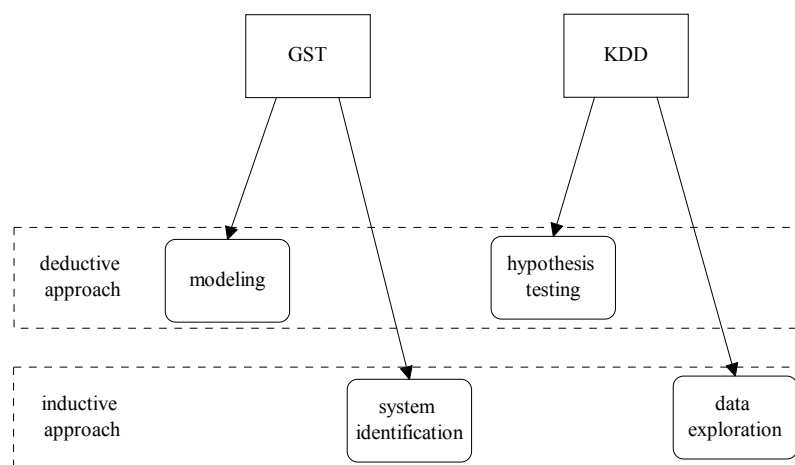 GST
KDD
deductive
approach
modeling
hypothesis
testing
inductive
approach
system
identification
data
exploration